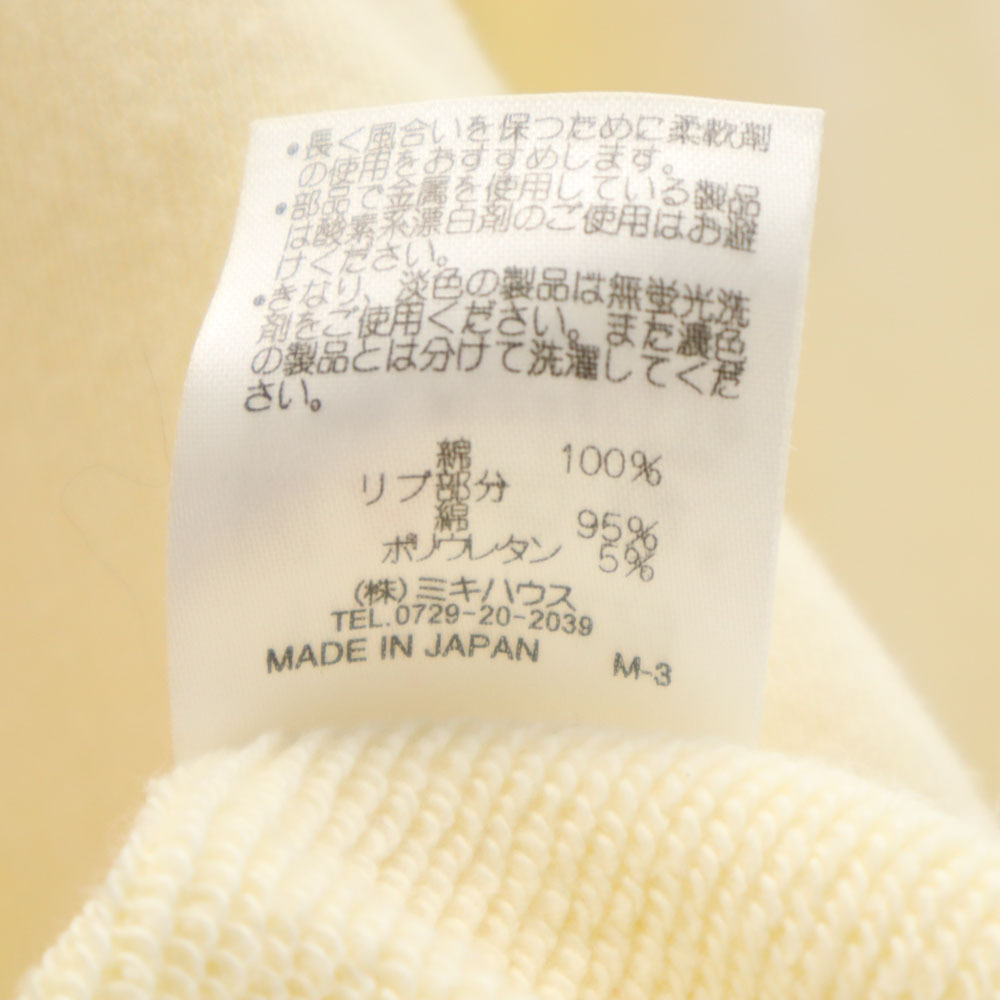 ・長く風合いを保つために柔軟剤
の使用をおすすめします。
・部品で金属を使用している製品
は酸素系漂白剤のご使用はお避
けください。
・きなり、淡色の製品は無蛍光洗
剤をご使用ください。また濃色
の製品とは分けて洗濯してくだ
さい。
綿 100%
リブ部分
綿 95%
ポリウレタン 5%
(株)ミキハウス
TEL.0729-20-2039
MADE IN JAPAN M-3